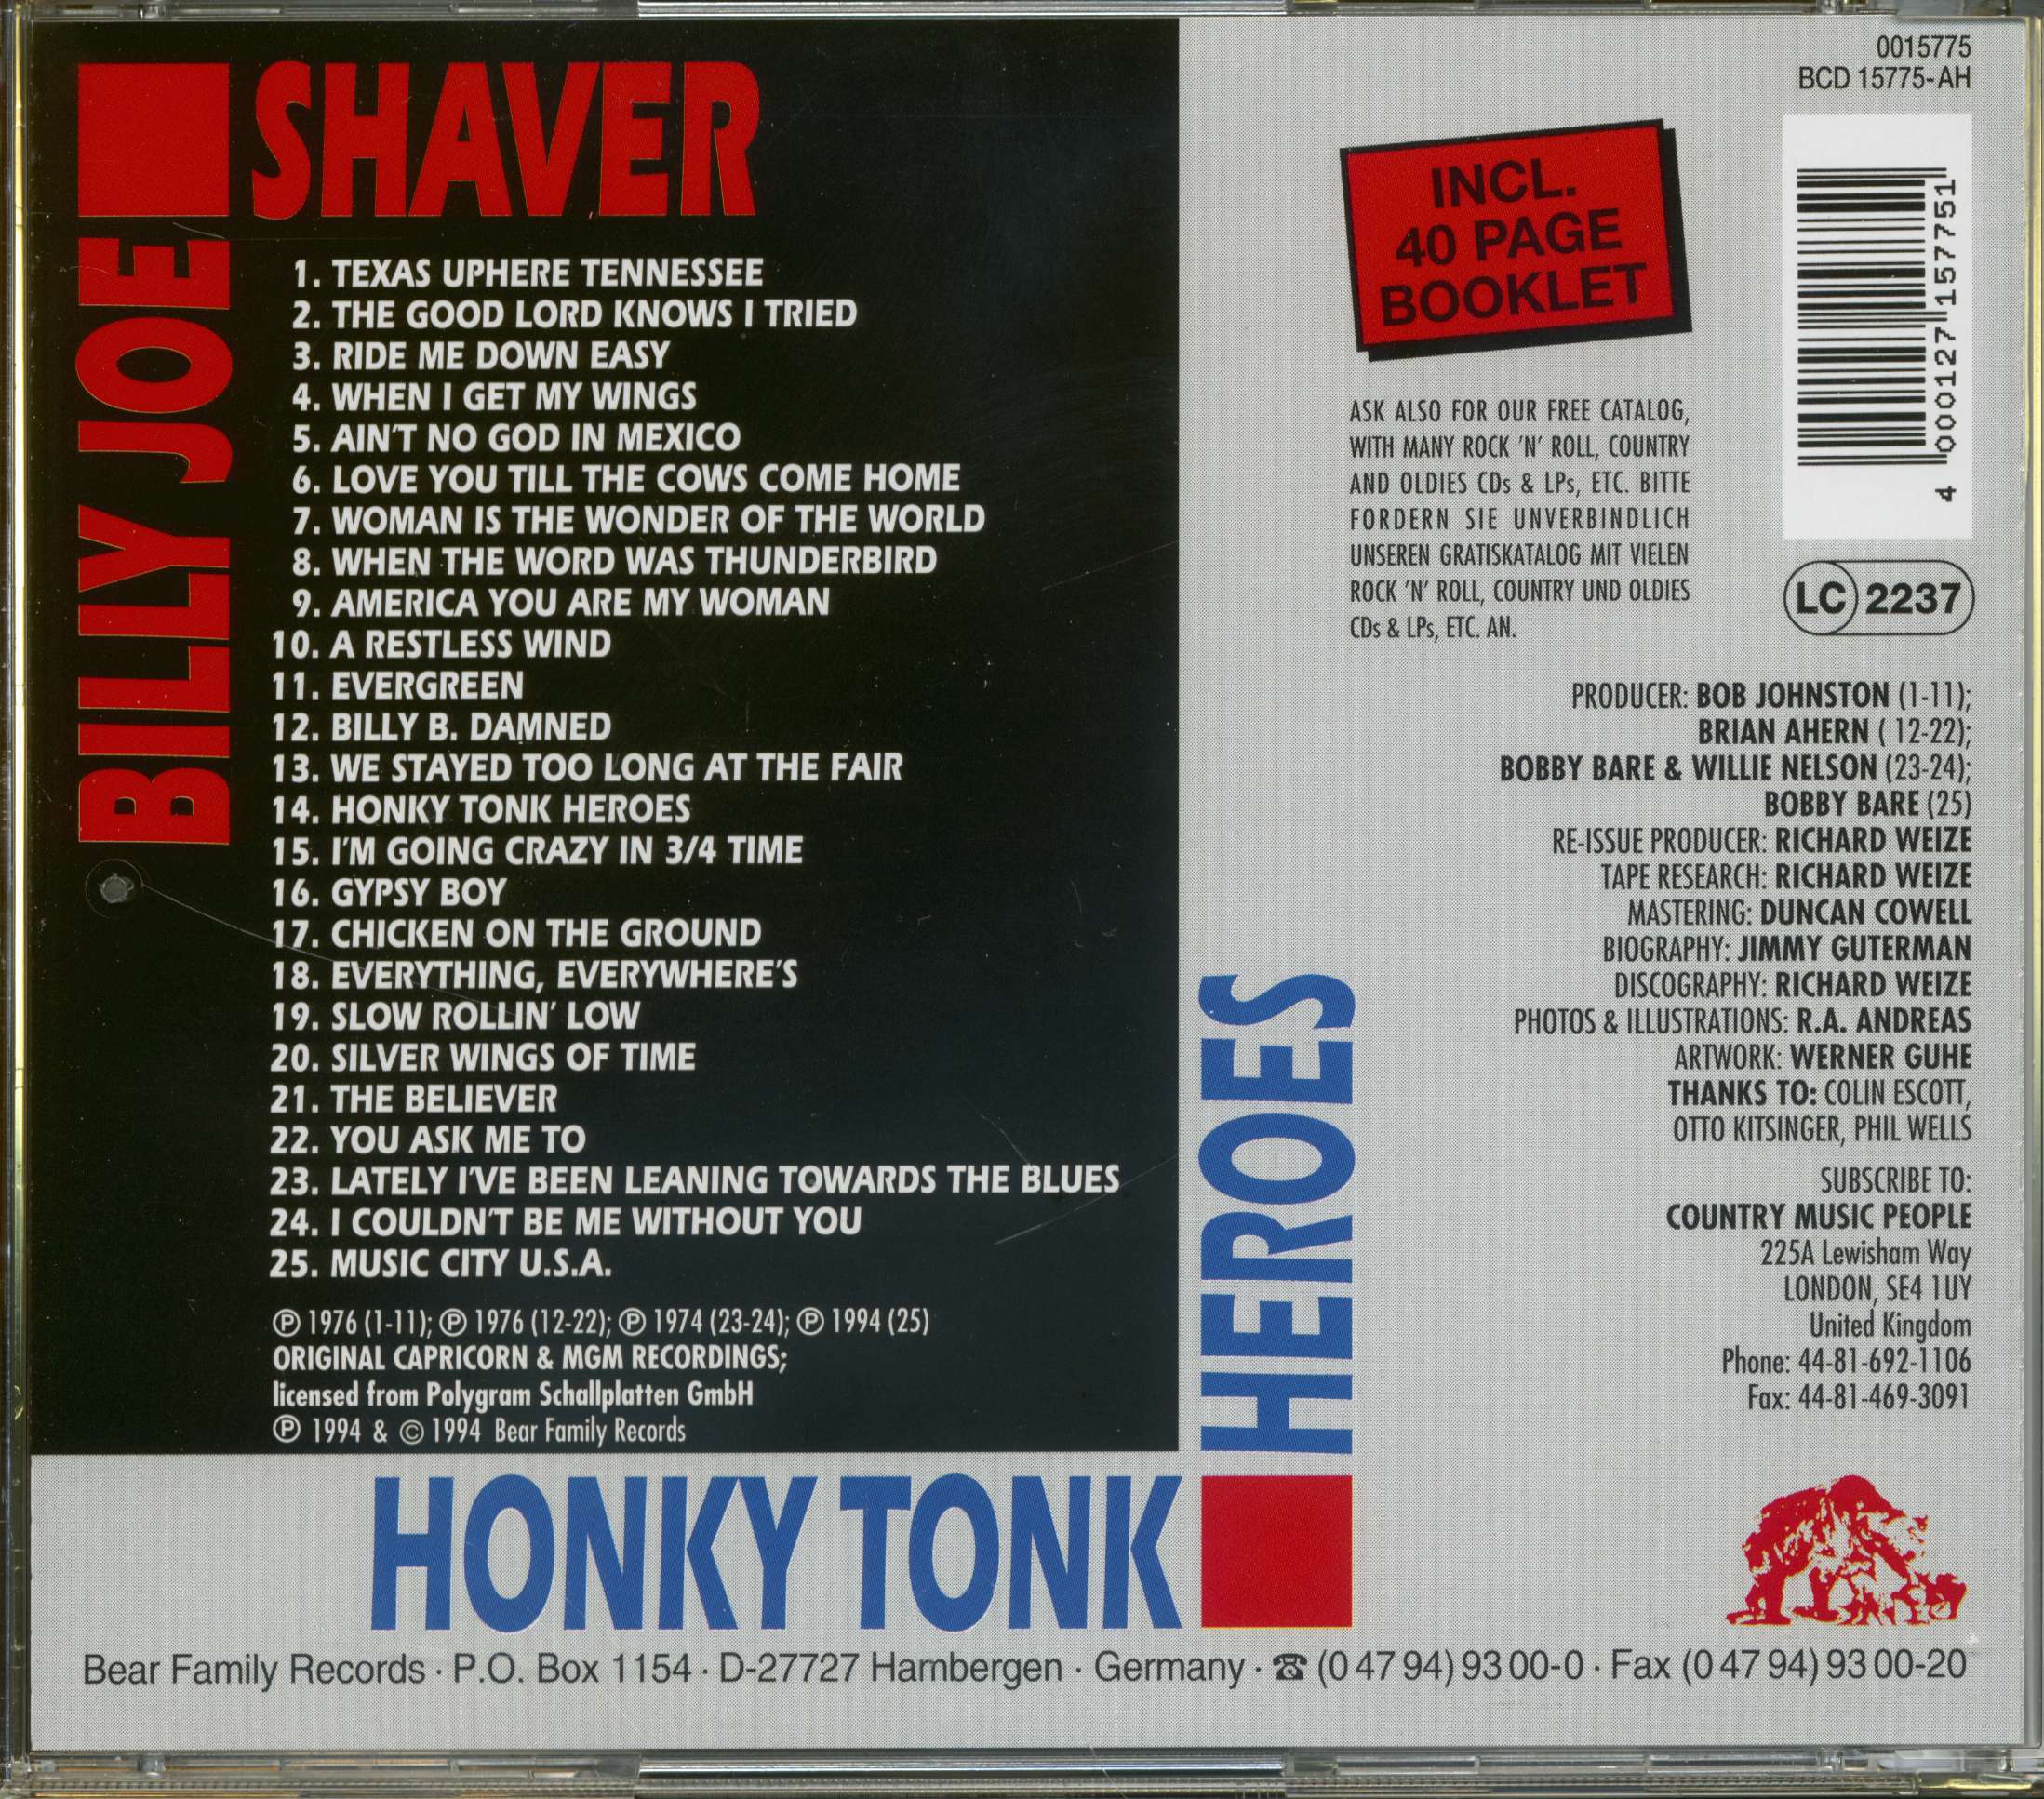 BILLY JOE
SHAVER
1. TEXAS UPHERE TENNESSEE
2. THE GOOD LORD KNOWS I TRIED
3. RIDE ME DOWN EASY
4. WHEN I GET MY WINGS
5. AIN'T NO GOD IN MEXICO
6. LOVE YOU TILL THE COWS COME HOME
7. WOMAN IS THE WONDER OF THE WORLD
8. WHEN THE WORD WAS THUNDERBIRD
9. AMERICA YOU ARE MY WOMAN
10. A RESTLESS WIND
11. EVERGREEN
12. BILLY B. DAMNED
13. WE STAYED TOO LONG AT THE FAIR
14. HONKY TONK HEROES
15. I'M GOING CRAZY IN 3/4 TIME
16. GYPSY BOY
17. CHICKEN ON THE GROUND
18. EVERYTHING, EVERYWHERE'S
19. SLOW ROLLIN' LOW
20. SILVER WINGS OF TIME
21. THE BELIEVER
22. YOU ASK ME TO
23. LATELY I'VE BEEN LEANING TOWARDS THE BLUES
24. I COULDN'T BE ME WITHOUT YOU
25. MUSIC CITY U.S.A.
℗ 1976 (1-11); ℗ 1976 (12-22); ℗ 1974 (23-24); ℗ 1994 (25)
ORIGINAL CAPRICORN & MGM RECORDINGS;
licensed from Polygram Schallplatten GmbH
℗ 1994 & © 1994 Bear Family Records
HONKY TONK
HEROES
0015775
BCD 15775-AH
INCL.
40 PAGE
BOOKLET
4 000127 157751
ASK ALSO FOR OUR FREE CATALOG,
WITH MANY ROCK 'N' ROLL, COUNTRY
AND OLDIES CDs & LPs, ETC. BITTE
FORDERN SIE UNVERBINDLICH
UNSEREN GRATISKATALOG MIT VIELEN
ROCK 'N' ROLL, COUNTRY UND OLDIES
CDs & LPs, ETC. AN.
LC 2237
PRODUCER: BOB JOHNSTON (1-11);
BRIAN AHERN ( 12-22);
BOBBY BARE & WILLIE NELSON (23-24);
BOBBY BARE (25)
RE-ISSUE PRODUCER: RICHARD WEIZE
TAPE RESEARCH: RICHARD WEIZE
MASTERING: DUNCAN COWELL
BIOGRAPHY: JIMMY GUTERMAN
DISCOGRAPHY: RICHARD WEIZE
PHOTOS & ILLUSTRATIONS: R.A. ANDREAS
ARTWORK: WERNER GUHE
THANKS TO: COLIN ESCOTT,
OTTO KITSINGER, PHIL WELLS
SUBSCRIBE TO:
COUNTRY MUSIC PEOPLE
225A Lewisham Way
LONDON, SE4 1UY
United Kingdom
Phone: 44-81-692-1106
Fax: 44-81-469-3091
Bear Family Records · P.O. Box 1154 · D-27727 Hambergen · Germany · ☎ (0 47 94) 93 00-0 · Fax (0 47 94) 93 00-20